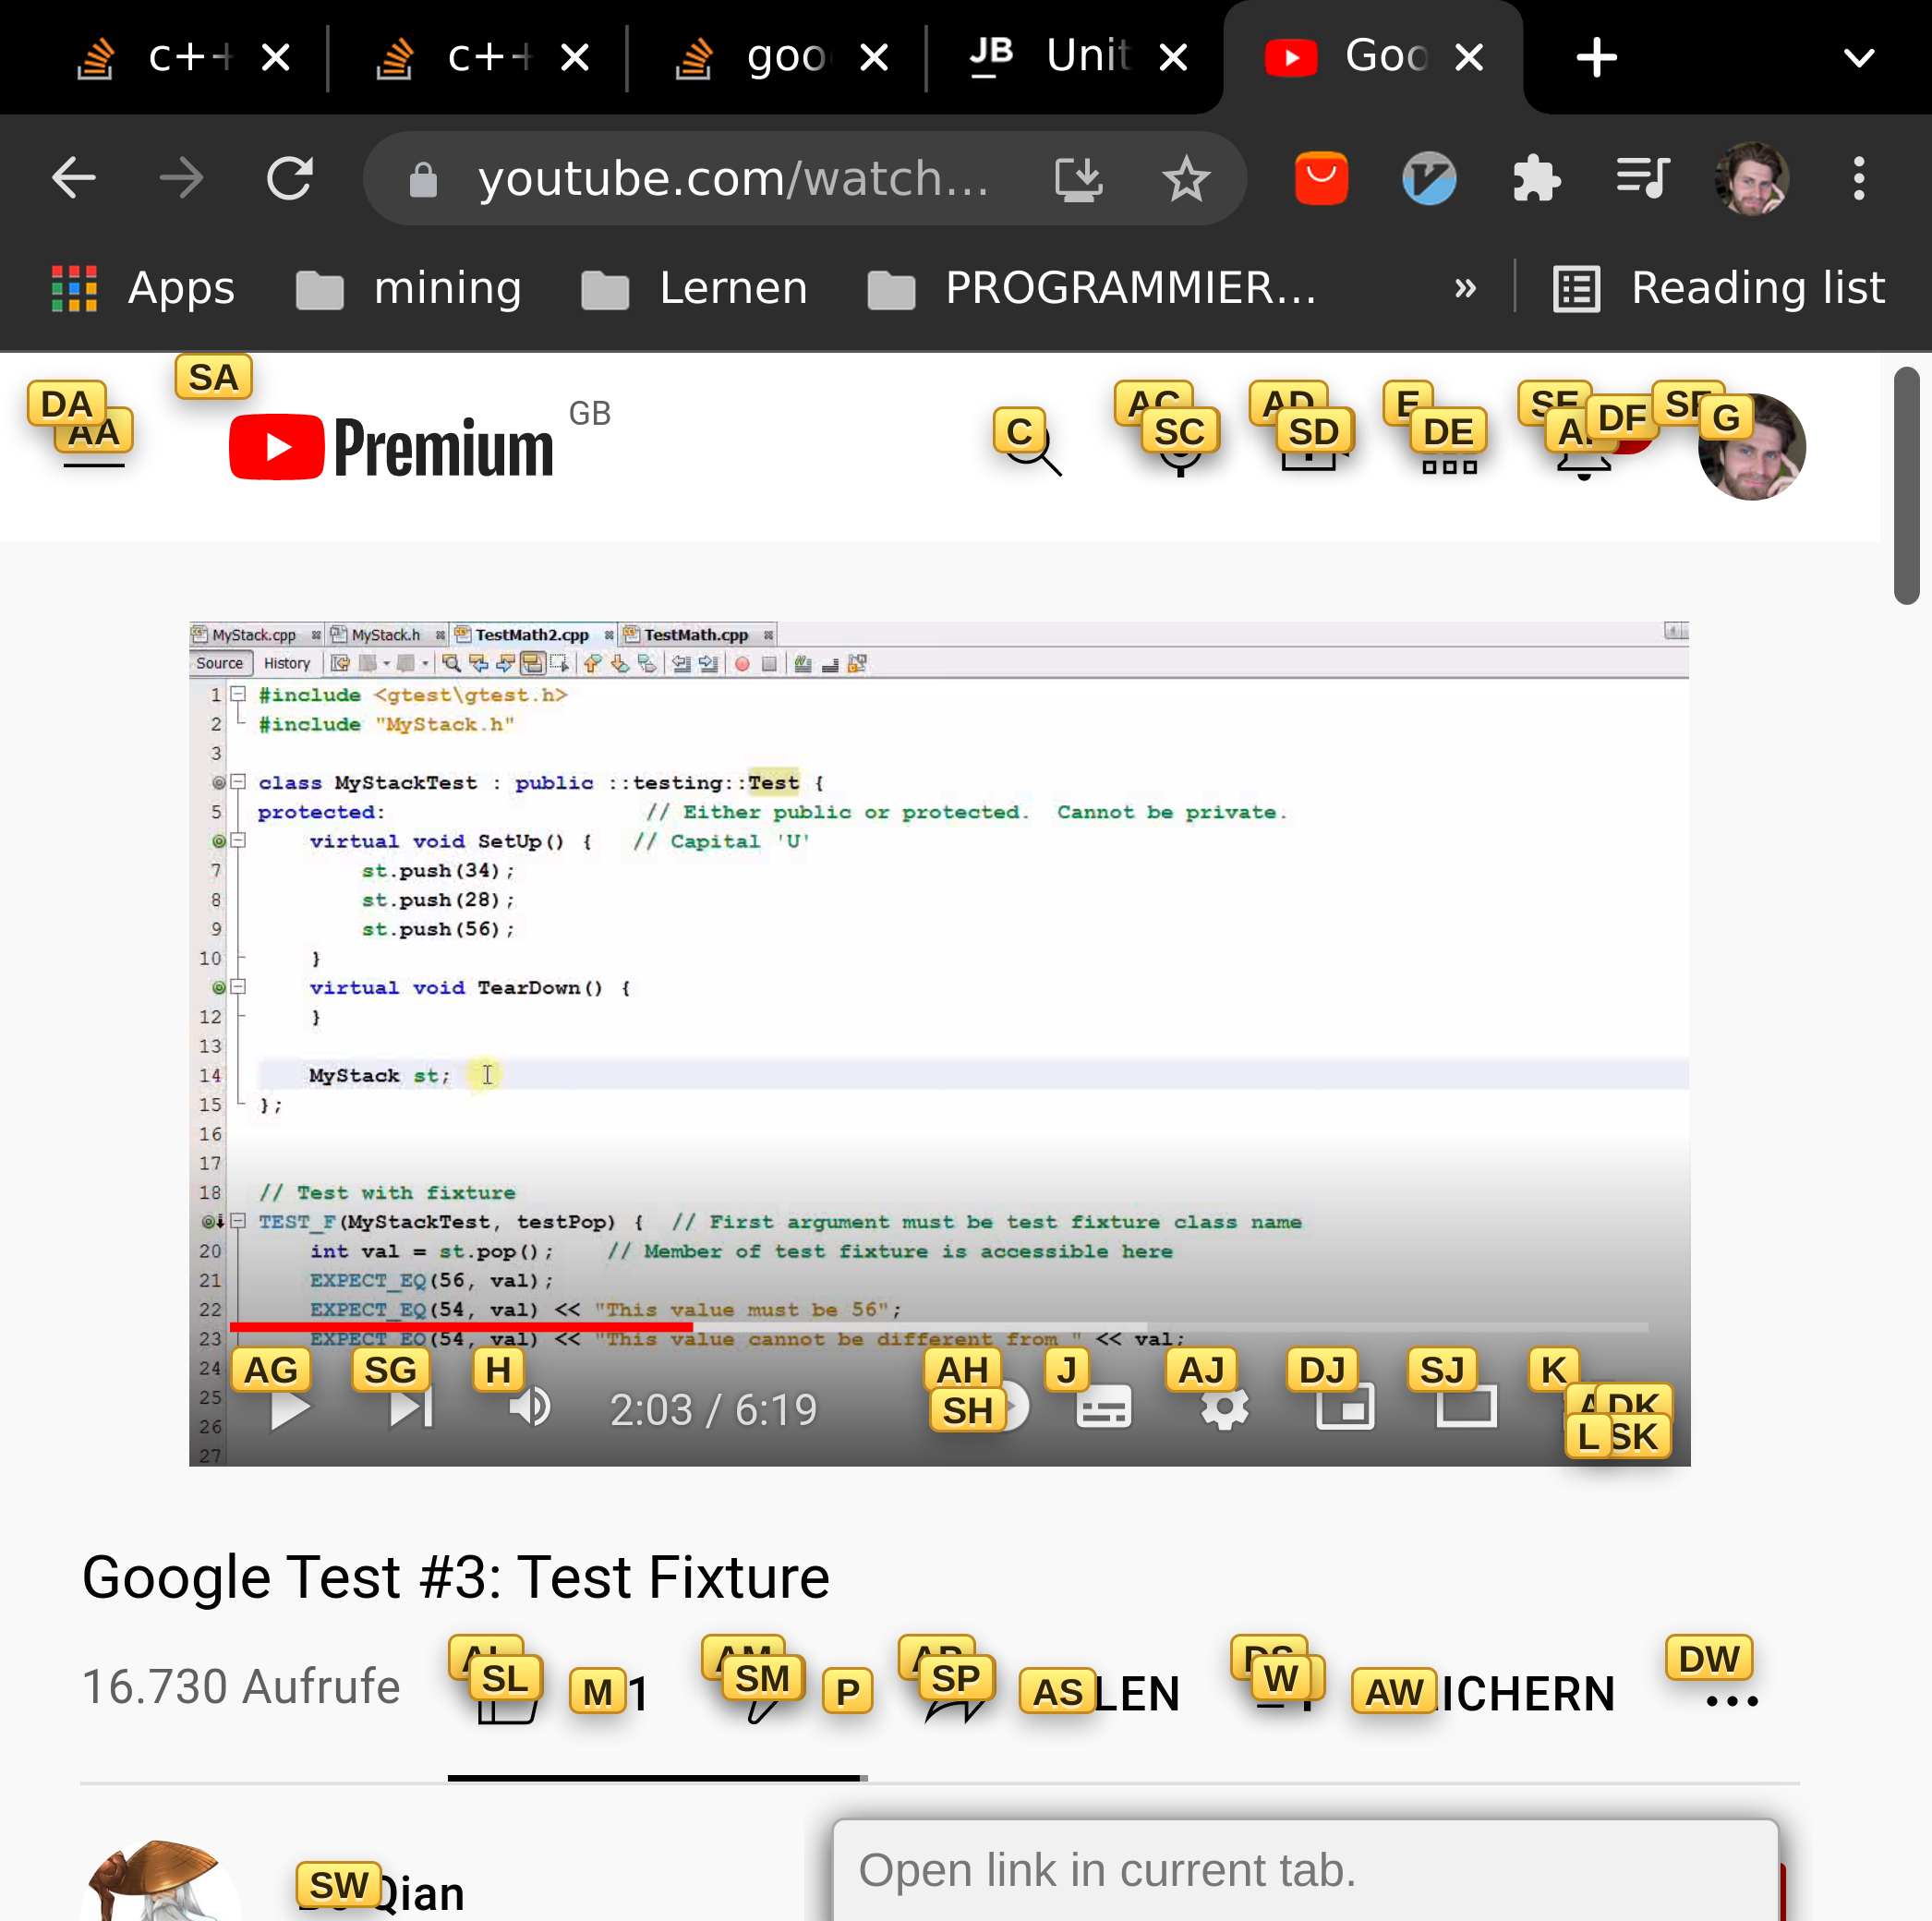 c++
c++
goo
JB Unit
Goo
youtube.com/watch...
Apps
mining
Lernen
PROGRAMMIER...
»
Reading list
DA
AA
SA
Premium GB
C
AC
SC
AD
SD
E
DE
SE
DF
SF
G
MyStack.cpp
MyStack.h
TestMath2.cpp
TestMath.cpp
Source History
1 #include <gtest\gtest.h>
2 #include "MyStack.h"
3
class MyStackTest : public ::testing::Test {
5 protected: // Either public or protected. Cannot be private.
virtual void SetUp() { // Capital 'U'
7 st.push(34);
8 st.push(28);
9 st.push(56);
10 }
virtual void TearDown() {
12 }
13
14 MyStack st;
15 };
16
17
18 // Test with fixture
TEST_F(MyStackTest, testPop) { // First argument must be test fixture class name
20 int val = st.pop(); // Member of test fixture is accessible here
21 EXPECT_EQ(56, val);
22 EXPECT_EQ(54, val) << "This value must be 56";
23 EXPECT_EQ(54, val) << "This value cannot be different from " << val;
24
25
26
27
AG
SG
H
2:03 / 6:19
AH
SH
J
AJ
DJ
SJ
K
DK
L
SK
Google Test #3: Test Fixture
16.730 Aufrufe
SL
M
1
AM
SM
P
AP
SP
AS
LEN
DS
W
AW
ICHERN
DW
SW
Qian
Open link in current tab.